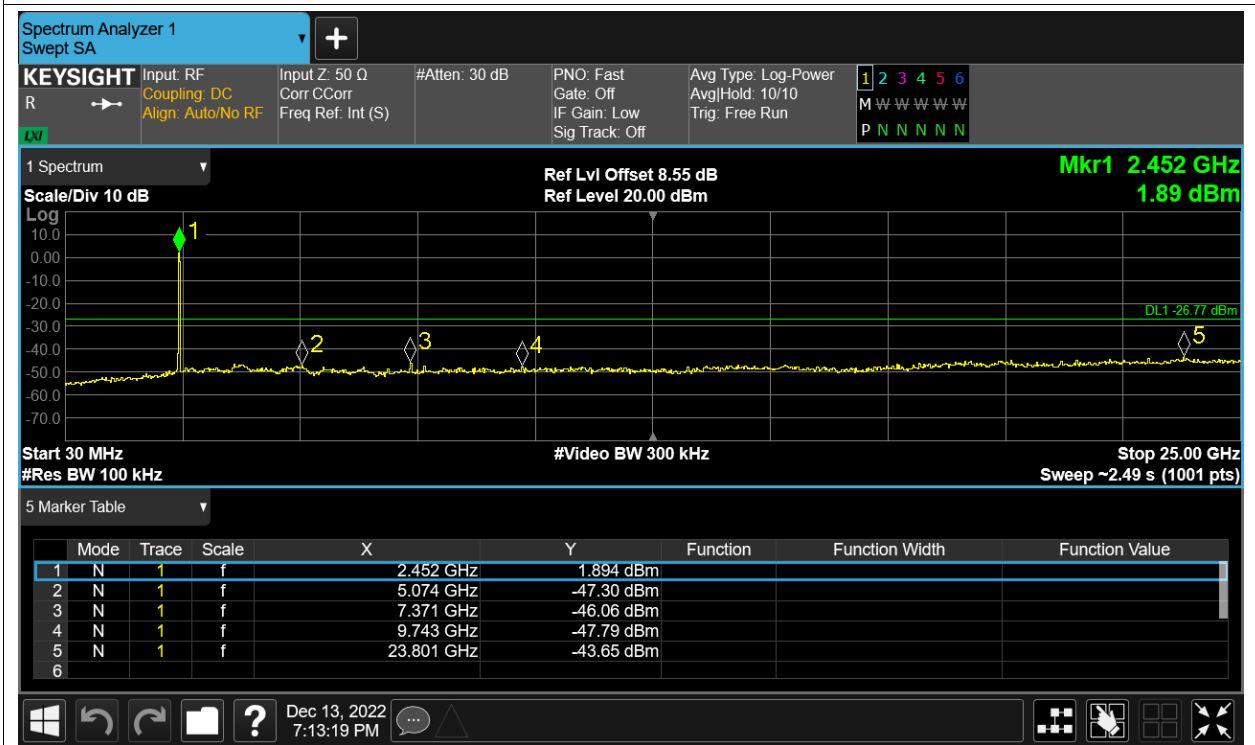 Spectrum Analyzer 1
Swept SA
+
KEYSIGHT Input: RF Input Z: 50 Ω #Atten: 30 dB PNO: Fast Avg Type: Log-Power 1 2 3 4 5 6
R Coupling: DC Corr CCorr Gate: Off Avg|Hold: 10/10 M W W W W W
Align: Auto/No RF Freq Ref: Int (S) IF Gain: Low Trig: Free Run
LXI Sig Track: Off P N N N N N
1 Spectrum Ref Lvl Offset 8.55 dB Mkr1 2.452 GHz
Scale/Div 10 dB Ref Level 20.00 dBm 1.89 dBm
Log
10.0 1
0.00
-10.0
-20.0
DL1 -26.77 dBm
-30.0
2 3 4 5
-40.0
-50.0
-60.0
-70.0
Start 30 MHz #Video BW 300 kHz Stop 25.00 GHz
#Res BW 100 kHz Sweep ~2.49 s (1001 pts)
5 Marker Table
Mode Trace Scale X Y Function Function Width Function Value
1 N 1 f 2.452 GHz 1.894 dBm
2 N 1 f 5.074 GHz -47.30 dBm
3 N 1 f 7.371 GHz -46.06 dBm
4 N 1 f 9.743 GHz -47.79 dBm
5 N 1 f 23.801 GHz -43.65 dBm
6
? Dec 13, 2022
7:13:19 PM